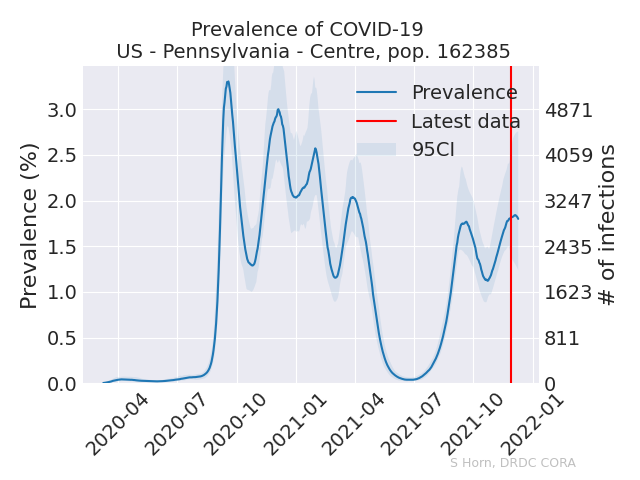 Prevalence of COVID-19
US - Pennsylvania - Centre, pop. 162385
Prevalence
Latest data
95CI
Prevalence (%)
3.0
2.5
2.0
1.5
1.0
0.5
0.0
4871
4059
3247
2435
1623
811
0
# of infections
2020-04
2020-07
2020-10
2021-01
2021-04
2021-07
2021-10
2022-01
S Horn, DRDC CORA